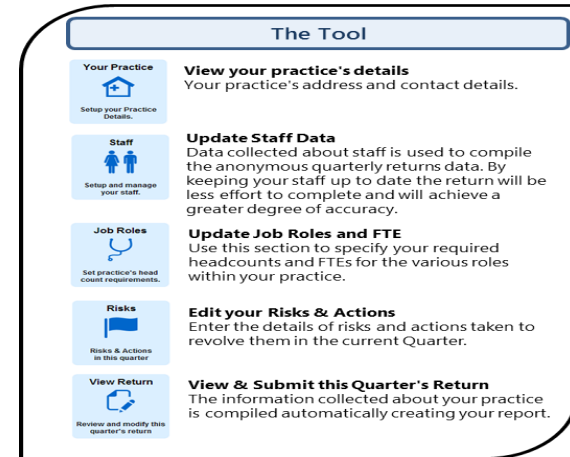 The Tool
Your Practice
Setup your Practice
Details.
View your practice's details
Your practice's address and contact details.
Staff
Setup and manage
your staff.
Update Staff Data
Data collected about staff is used to compile
the anonymous quarterly returns data. By
keeping your staff up to date the return will be
less effort to complete and will achieve a
greater degree of accuracy.
Job Roles
Set practice's head
count requirements.
Update Job Roles and FTE
Use this section to specify your required
headcounts and FTEs for the various roles
within your practice.
Risks
Risks & Actions
in this quarter
Edit your Risks & Actions
Enter the details of risks and actions taken to
revolve them in the current Quarter.
View Return
Review and modify this
quarter's return
View & Submit this Quarter's Return
The information collected about your practice
is compiled automatically creating your report.